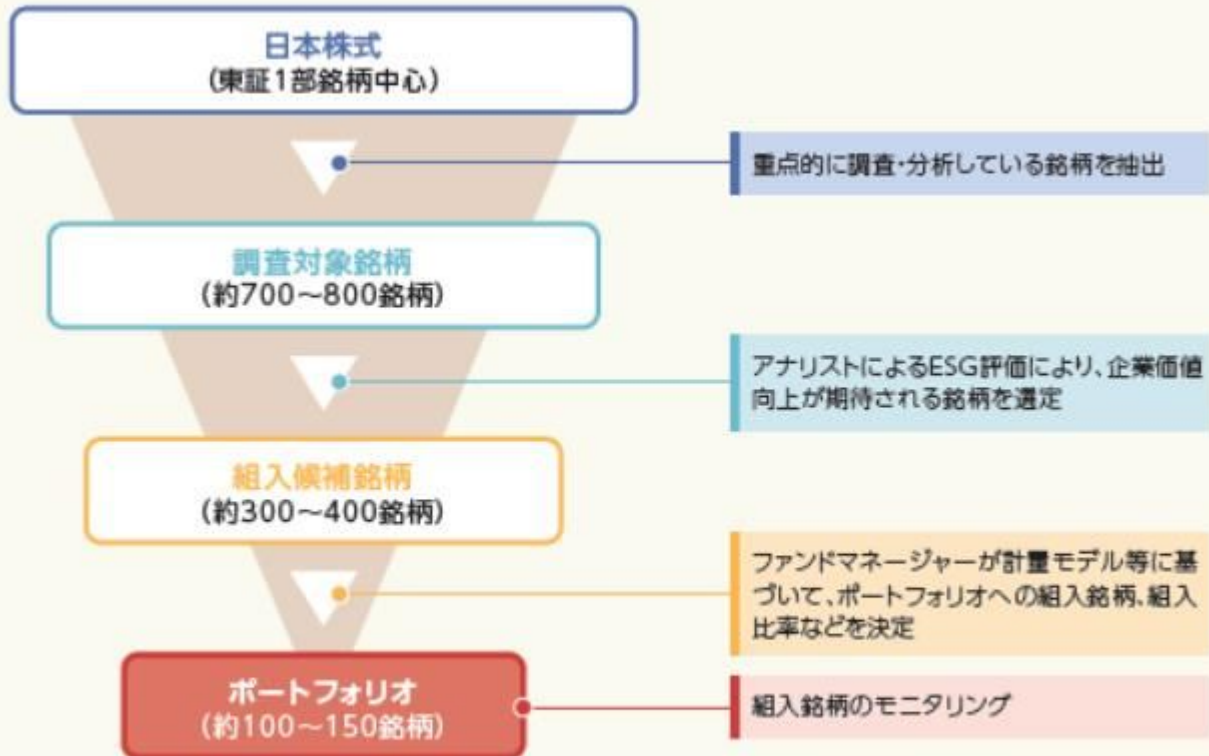 日本株式
(東証1部銘柄中心)
重点的に調査・分析している銘柄を抽出
調査対象銘柄
(約700～800銘柄)
アナリストによるESG評価により、企業価値
向上が期待される銘柄を選定
組入候補銘柄
(約300～400銘柄)
ファンドマネージャーが計量モデル等に基
づいて、ポートフォリオへの組入銘柄、組入
比率などを決定
ポートフォリオ
(約100～150銘柄)
組入銘柄のモニタリング